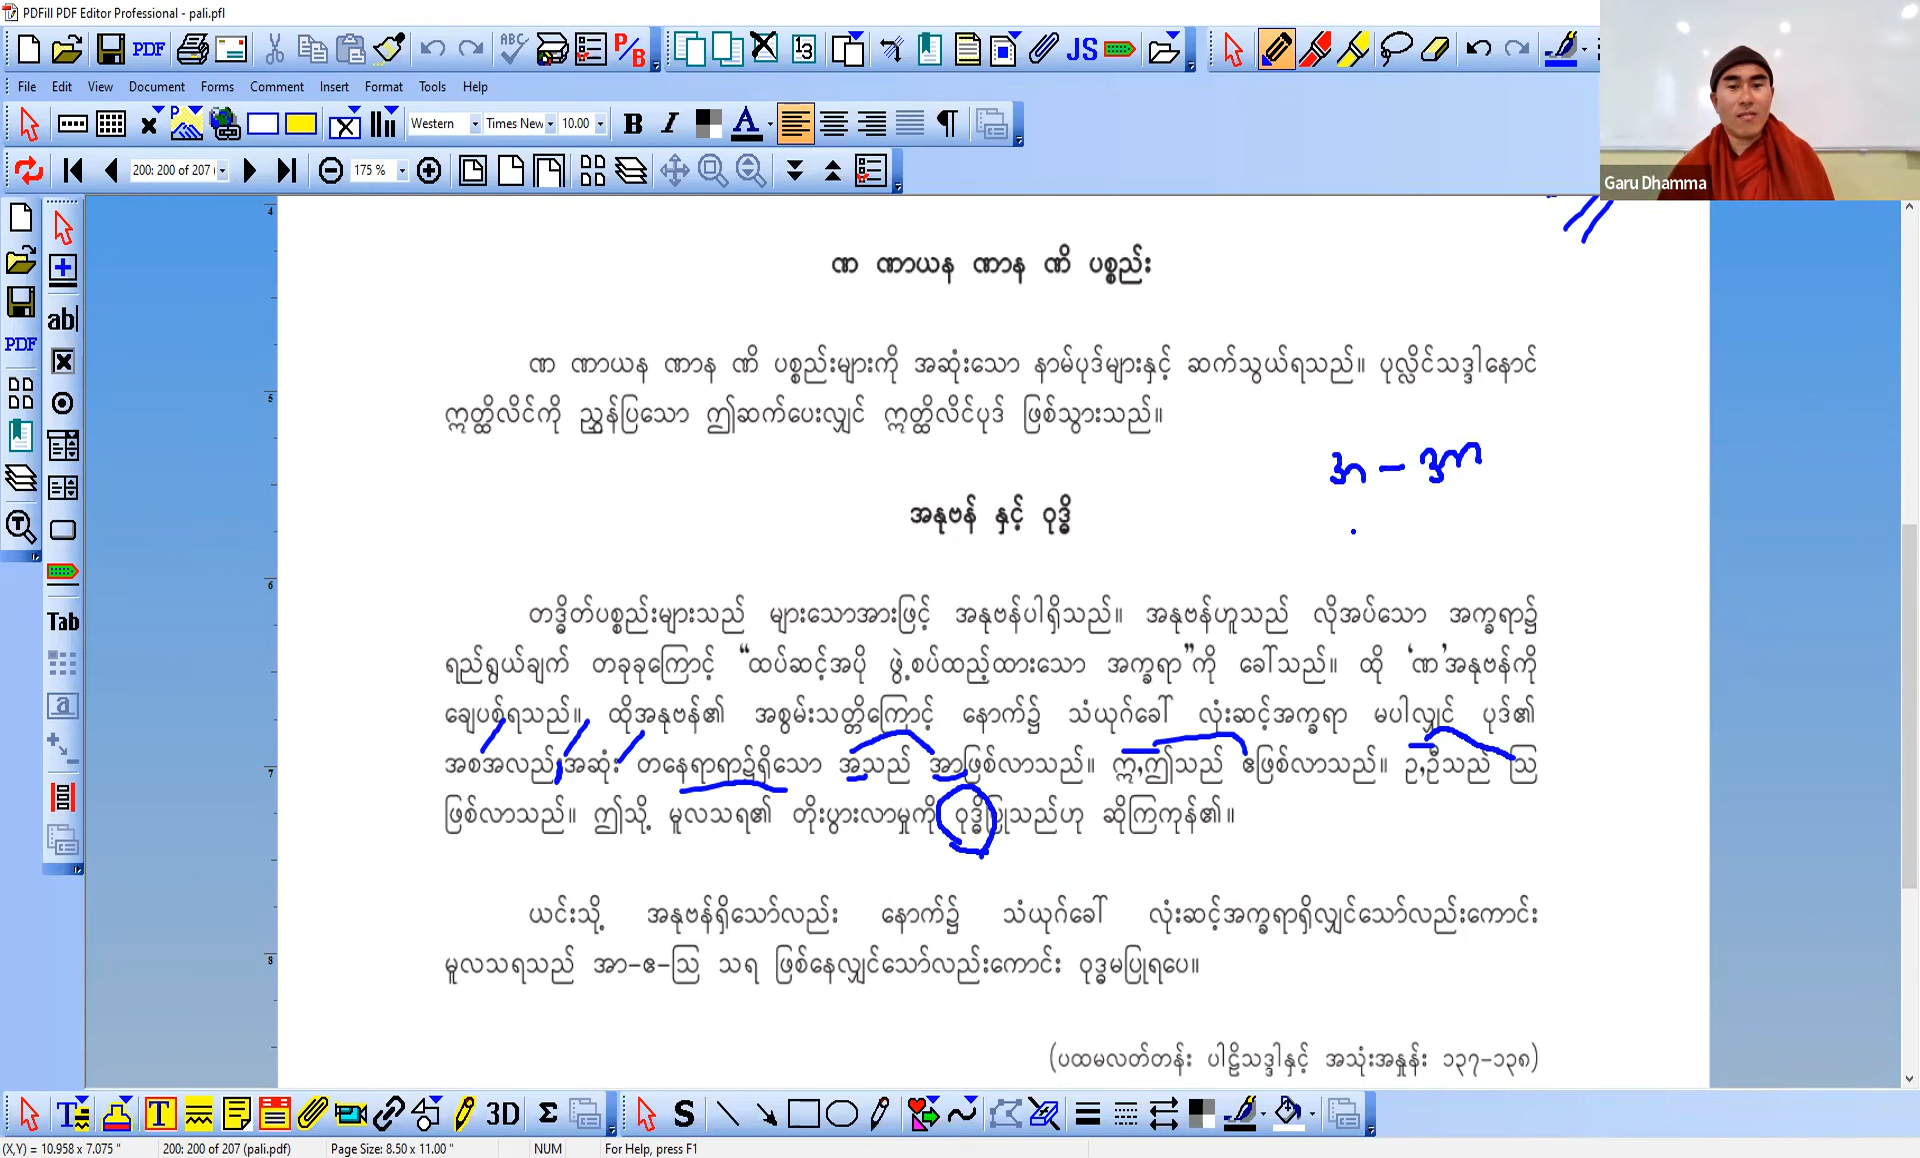 PDFill PDF Editor Professional - pali.pfl
PDF ABC P/B 13 JS
File Edit View Document Forms Comment Insert Format Tools Help
Western Times New 10.00 B I A
200: 200 of 207 175 %
Garu Dhamma
ab|
PDF
Tab
a
4
5
6
7
8
ဏ ဏာယန ဏာန ဏိ ပစ္စည်း
ဏ ဏာယန ဏာန ဏိ ပစ္စည်းများကို အဆုံးသော နာမ်ပုဒ်များနှင့် ဆက်သွယ်ရသည်။ ပုလ္လိင်သဒ္ဒါနောင်
ဣတ္ထိလိင်ကို ညွှန်ပြသော ဤဆက်ပေးလျှင် ဣတ္ထိလိင်ပုဒ် ဖြစ်သွားသည်။
အ – အာ
အနုဗန် နှင့် ဝုဒ္ဓိ
တဒ္ဓိတ်ပစ္စည်းများသည် များသောအားဖြင့် အနုဗန်ပါရှိသည်။ အနုဗန်ဟူသည် လိုအပ်သော အက္ခရာ၌
ရည်ရွယ်ချက် တခုခုကြောင့် “ထပ်ဆင့်အပို ဖွဲ့စပ်ထည့်ထားသော အက္ခရာ”ကို ခေါ်သည်။ ထို ‘ဏ’အနုဗန်ကို
ချေပစ်ရသည်။ ထိုအနုဗန်၏ အစွမ်းသတ္တိကြောင့် နောက်၌ သံယုဂ်ခေါ် လုံးဆင့်အက္ခရာ မပါလျှင် ပုဒ်၏
အစအလည်အဆုံး တနေရာရာ၌ရှိသော အသည် အာဖြစ်လာသည်။ ဣ,ဤသည် ဧဖြစ်လာသည်။ ဥ,ဦသည် ဩ
ဖြစ်လာသည်။ ဤသို့ မူလသရ၏ တိုးပွားလာမှုကို ဝုဒ္ဓိပြုသည်ဟု ဆိုကြကုန်၏။
ယင်းသို့ အနုဗန်ရှိသော်လည်း နောက်၌ သံယုဂ်ခေါ် လုံးဆင့်အက္ခရာရှိလျှင်သော်လည်းကောင်း
မူလသရသည် အာ–ဧ–ဩ သရ ဖြစ်နေလျှင်သော်လည်းကောင်း ဝုဒ္ဓမပြုရပေ။
(ပထမလတ်တန်း ပါဠိသဒ္ဒါနှင့် အသုံးအနှုန်း ၁၃၇–၁၃၈)
T 3D Σ S
(X,Y) = 10.958 x 7.075 " 200: 200 of 207 (pali.pdf) Page Size: 8.50 x 11.00 " NUM For Help, press F1